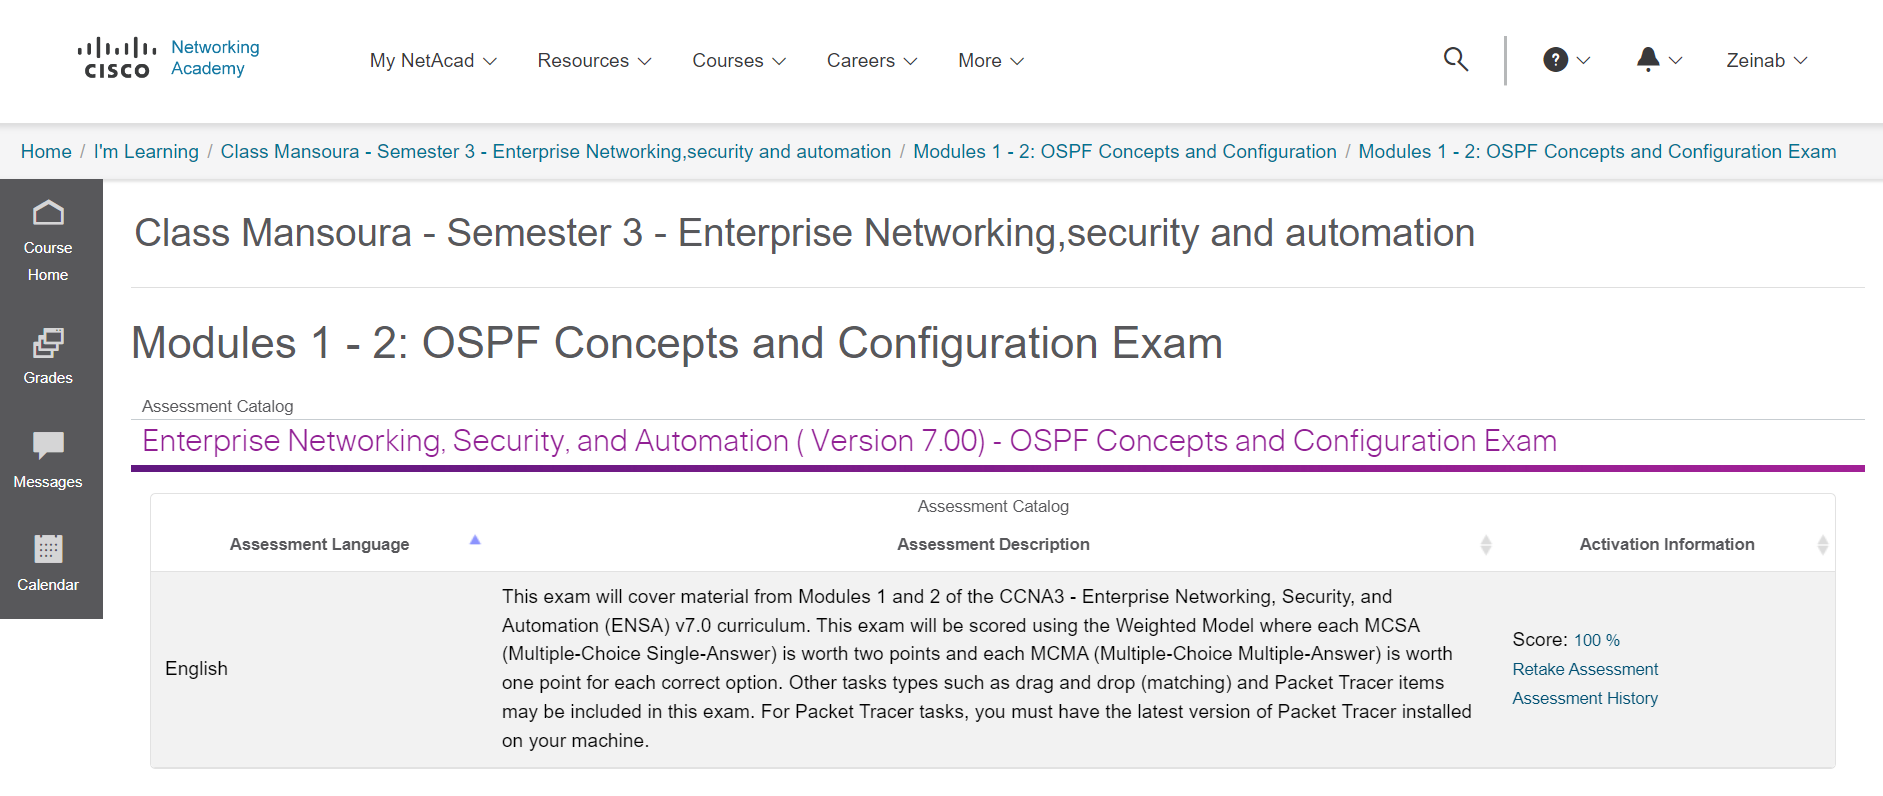 CISCO
Networking
Academy
My NetAcad
Resources
Courses
Careers
More
?
Zeinab
Home / I'm Learning / Class Mansoura - Semester 3 - Enterprise Networking,security and automation / Modules 1 - 2: OSPF Concepts and Configuration / Modules 1 - 2: OSPF Concepts and Configuration Exam
Course
Home
Grades
Messages
Calendar
Class Mansoura - Semester 3 - Enterprise Networking,security and automation
Modules 1 - 2: OSPF Concepts and Configuration Exam
Assessment Catalog
Enterprise Networking, Security, and Automation ( Version 7.00) - OSPF Concepts and Configuration Exam
Assessment Catalog
Assessment Language
Assessment Description
Activation Information
English
This exam will cover material from Modules 1 and 2 of the CCNA3 - Enterprise Networking, Security, and
Automation (ENSA) v7.0 curriculum. This exam will be scored using the Weighted Model where each MCSA
(Multiple-Choice Single-Answer) is worth two points and each MCMA (Multiple-Choice Multiple-Answer) is worth
one point for each correct option. Other tasks types such as drag and drop (matching) and Packet Tracer items
may be included in this exam. For Packet Tracer tasks, you must have the latest version of Packet Tracer installed
on your machine.
Score: 100 %
Retake Assessment
Assessment History